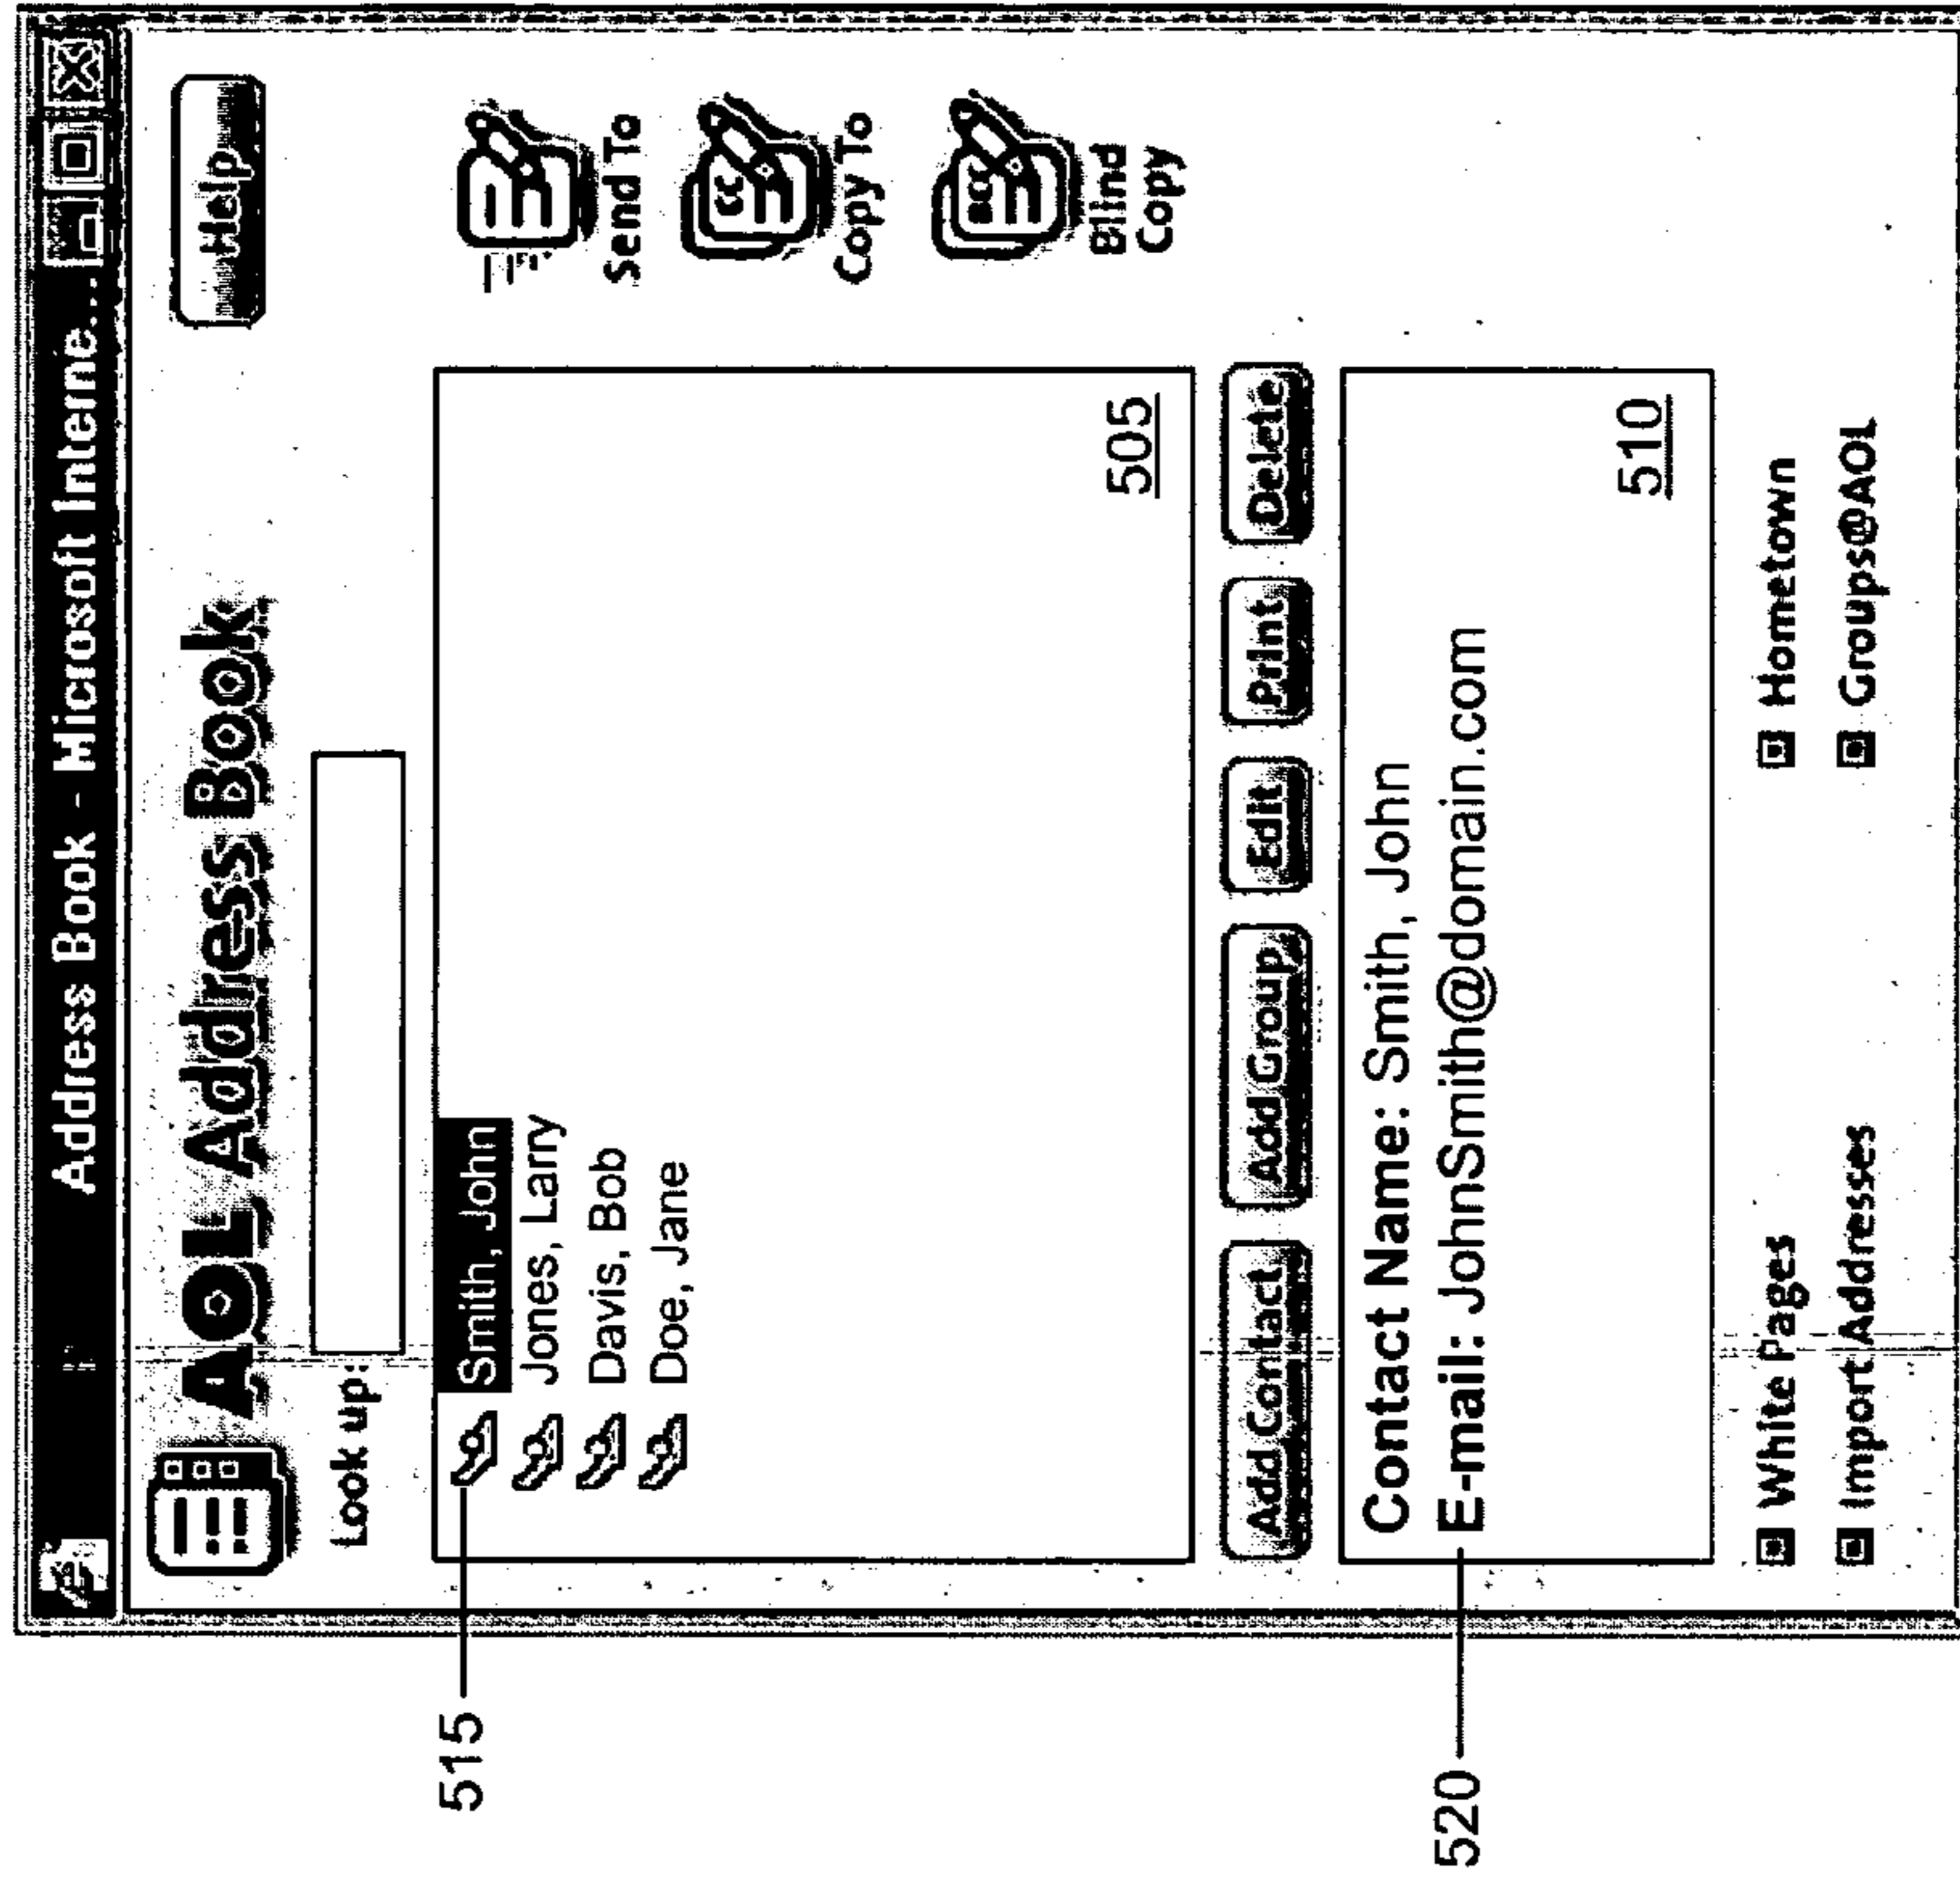 Address Book - Microsoft Interne...
AOL Address Book
Help
Look up:
515
Smith, John
Jones, Larry
Davis, Bob
Doe, Jane
505
Send To
CC
Copy To
BCC
Blind
Copy
Add Contact Add Group Edit Print Delete
Contact Name: Smith, John
520
E-mail: JohnSmith@domain.com
510
White Pages Hometown
Import Addresses Groups@AOL